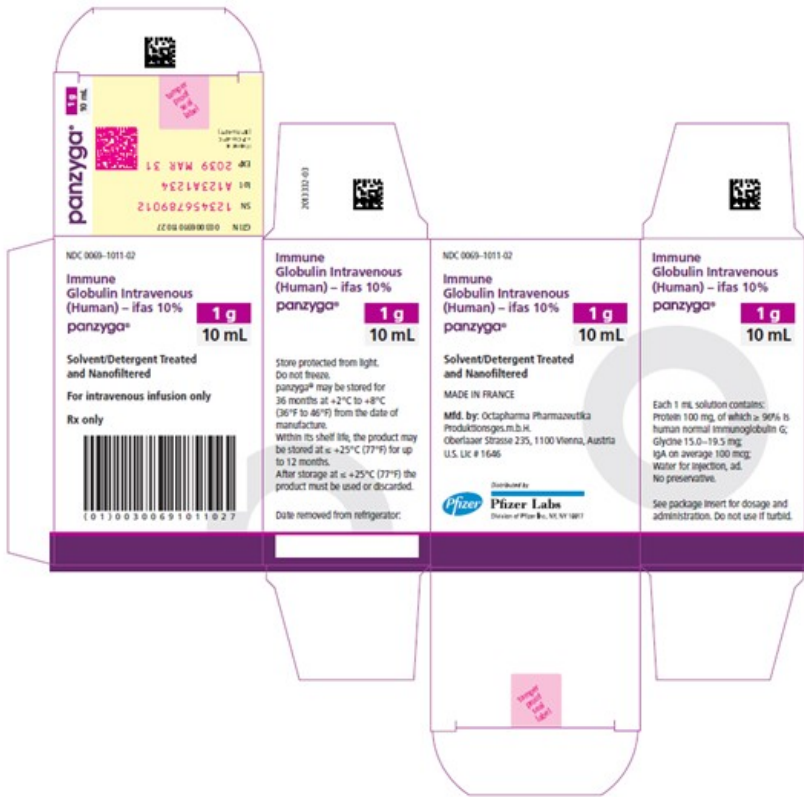 panzyga®
1 g
10 mL
EXP 2039 MAR 31
Lot A123A1234
SN 123456789012
GTIN
NDC 0069-1011-02
Immune
Globulin Intravenous
(Human) – ifas 10%
panzyga®
1 g
10 mL
Solvent/Detergent Treated
and Nanofiltered
For intravenous infusion only
Rx only
(01)00300691011027
2013332-03
Immune
Globulin Intravenous
(Human) – ifas 10%
panzyga®
1 g
10 mL
Store protected from light.
Do not freeze.
panzyga® may be stored for
36 months at +2°C to +8°C
(36°F to 46°F) from the date of
manufacture.
Within its shelf life, the product may
be stored at ≤ +25°C (77°F) for up
to 12 months.
After storage at ≤ +25°C (77°F) the
product must be used or discarded.
Date removed from refrigerator:
NDC 0069-1011-02
Immune
Globulin Intravenous
(Human) – ifas 10%
panzyga®
1 g
10 mL
Solvent/Detergent Treated
and Nanofiltered
MADE IN FRANCE
Mfd. by: Octapharma Pharmazeutika
Produktionsges.m.b.H.
Oberlaaer Strasse 235, 1100 Vienna, Austria
U.S. Lic # 1646
Distributed by
Pfizer
Pfizer Labs
Division of Pfizer Inc, NY, NY 10017
Immune
Globulin Intravenous
(Human) – ifas 10%
panzyga®
1 g
10 mL
Each 1 mL solution contains:
Protein 100 mg, of which ≥ 96% is
human normal immunoglobulin G;
Glycine 15.0–19.5 mg;
IgA on average 100 mcg;
Water for injection, ad.
No preservative.
See package insert for dosage and
administration. Do not use if turbid.
Tamper
proof
seal
label
Tamper
proof
seal
label